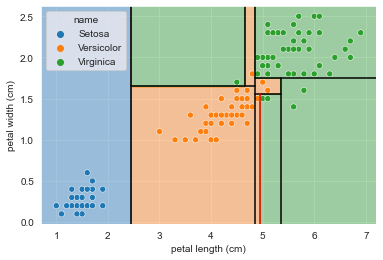 name
Setosa
Versicolor
Virginica
2.5
2.0
1.5
1.0
0.5
0.0
petal width (cm)
1 2 3 4 5 6 7
petal length (cm)